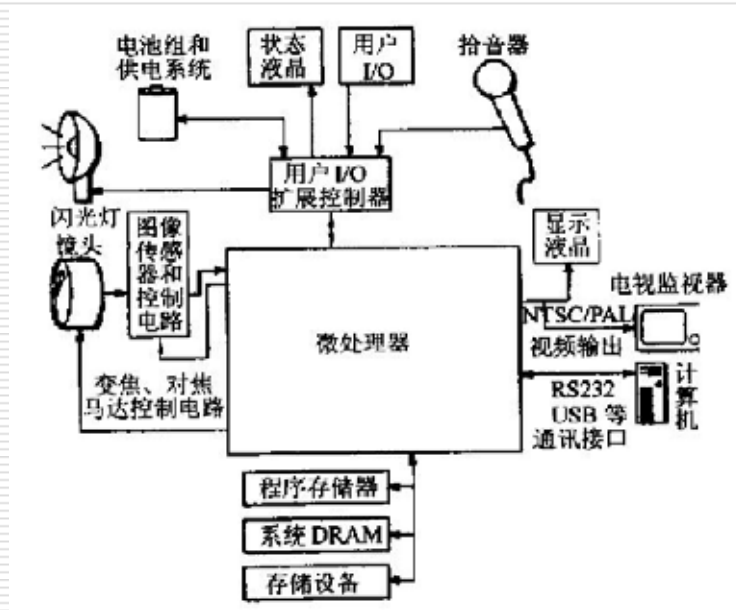 电池组和
供电系统
状态
液晶
用户
I/O
拾音器
用户 I/O
扩展控制器
闪光灯
镜头
图像
传感
器和
控制
电路
显示
液晶
电视监视器
NTSC/PAL/
视频输出
微处理器
变焦、对焦
马达控制电路
RS232
USB 等
通讯接口
计
算
机
程序存储器
系统 DRAM
存储设备